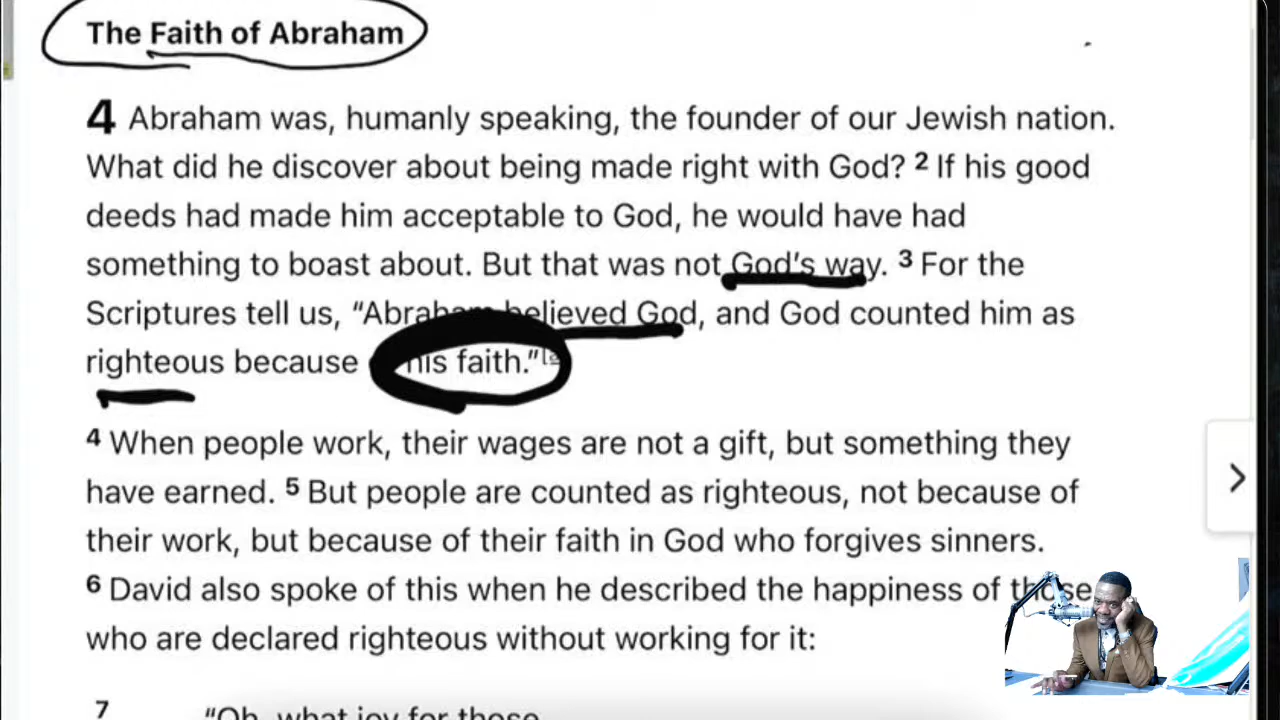 The Faith of Abraham
4 Abraham was, humanly speaking, the founder of our Jewish nation.
What did he discover about being made right with God? 2 If his good
deeds had made him acceptable to God, he would have had
something to boast about. But that was not God's way. 3 For the
Scriptures tell us, “Abraham believed God, and God counted him as
righteous because his faith.”
4 When people work, their wages are not a gift, but something they
have earned. 5 But people are counted as righteous, not because of
their work, but because of their faith in God who forgives sinners.
6 David also spoke of this when he described the happiness of those
who are declared righteous without working for it:
7 “Oh, what joy for those